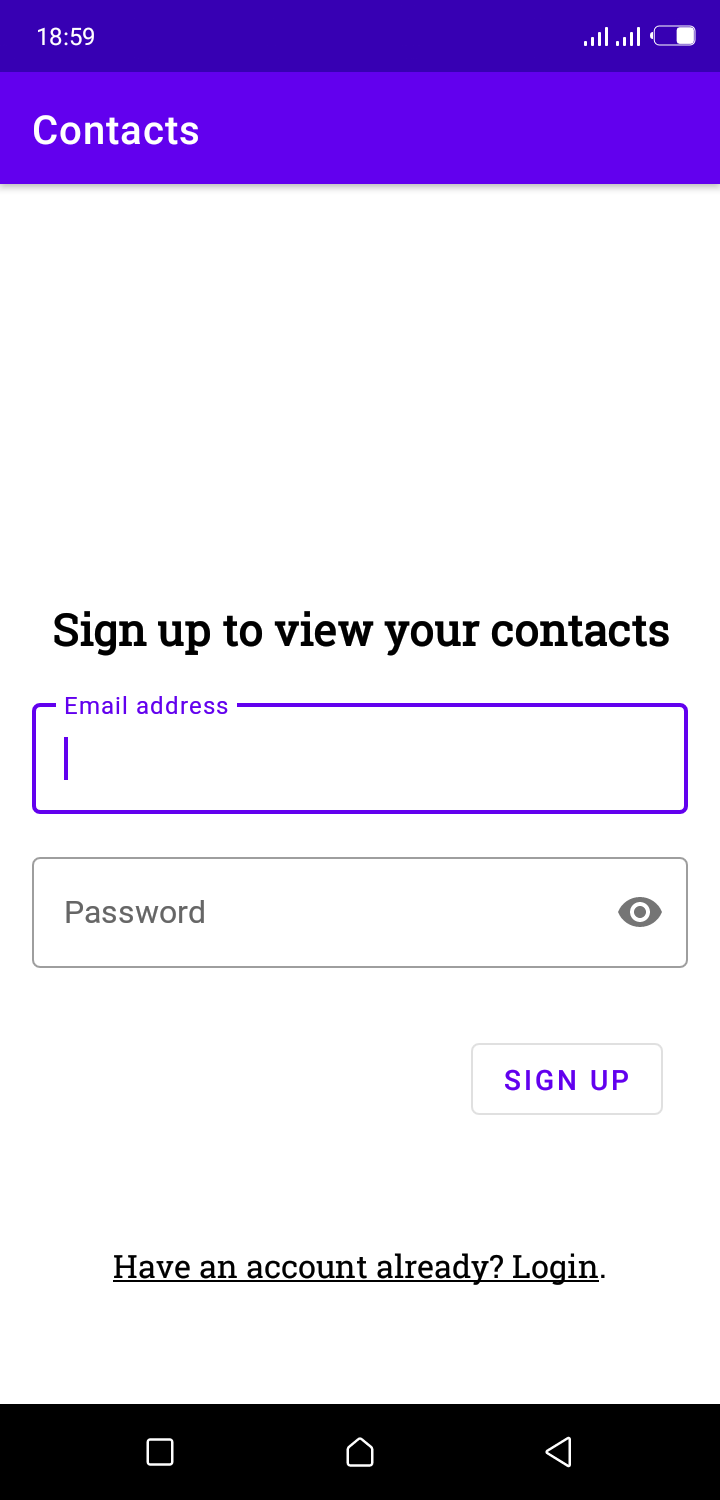 18:59
Contacts
Sign up to view your contacts
Email address
Password
SIGN UP
Have an account already? Login.